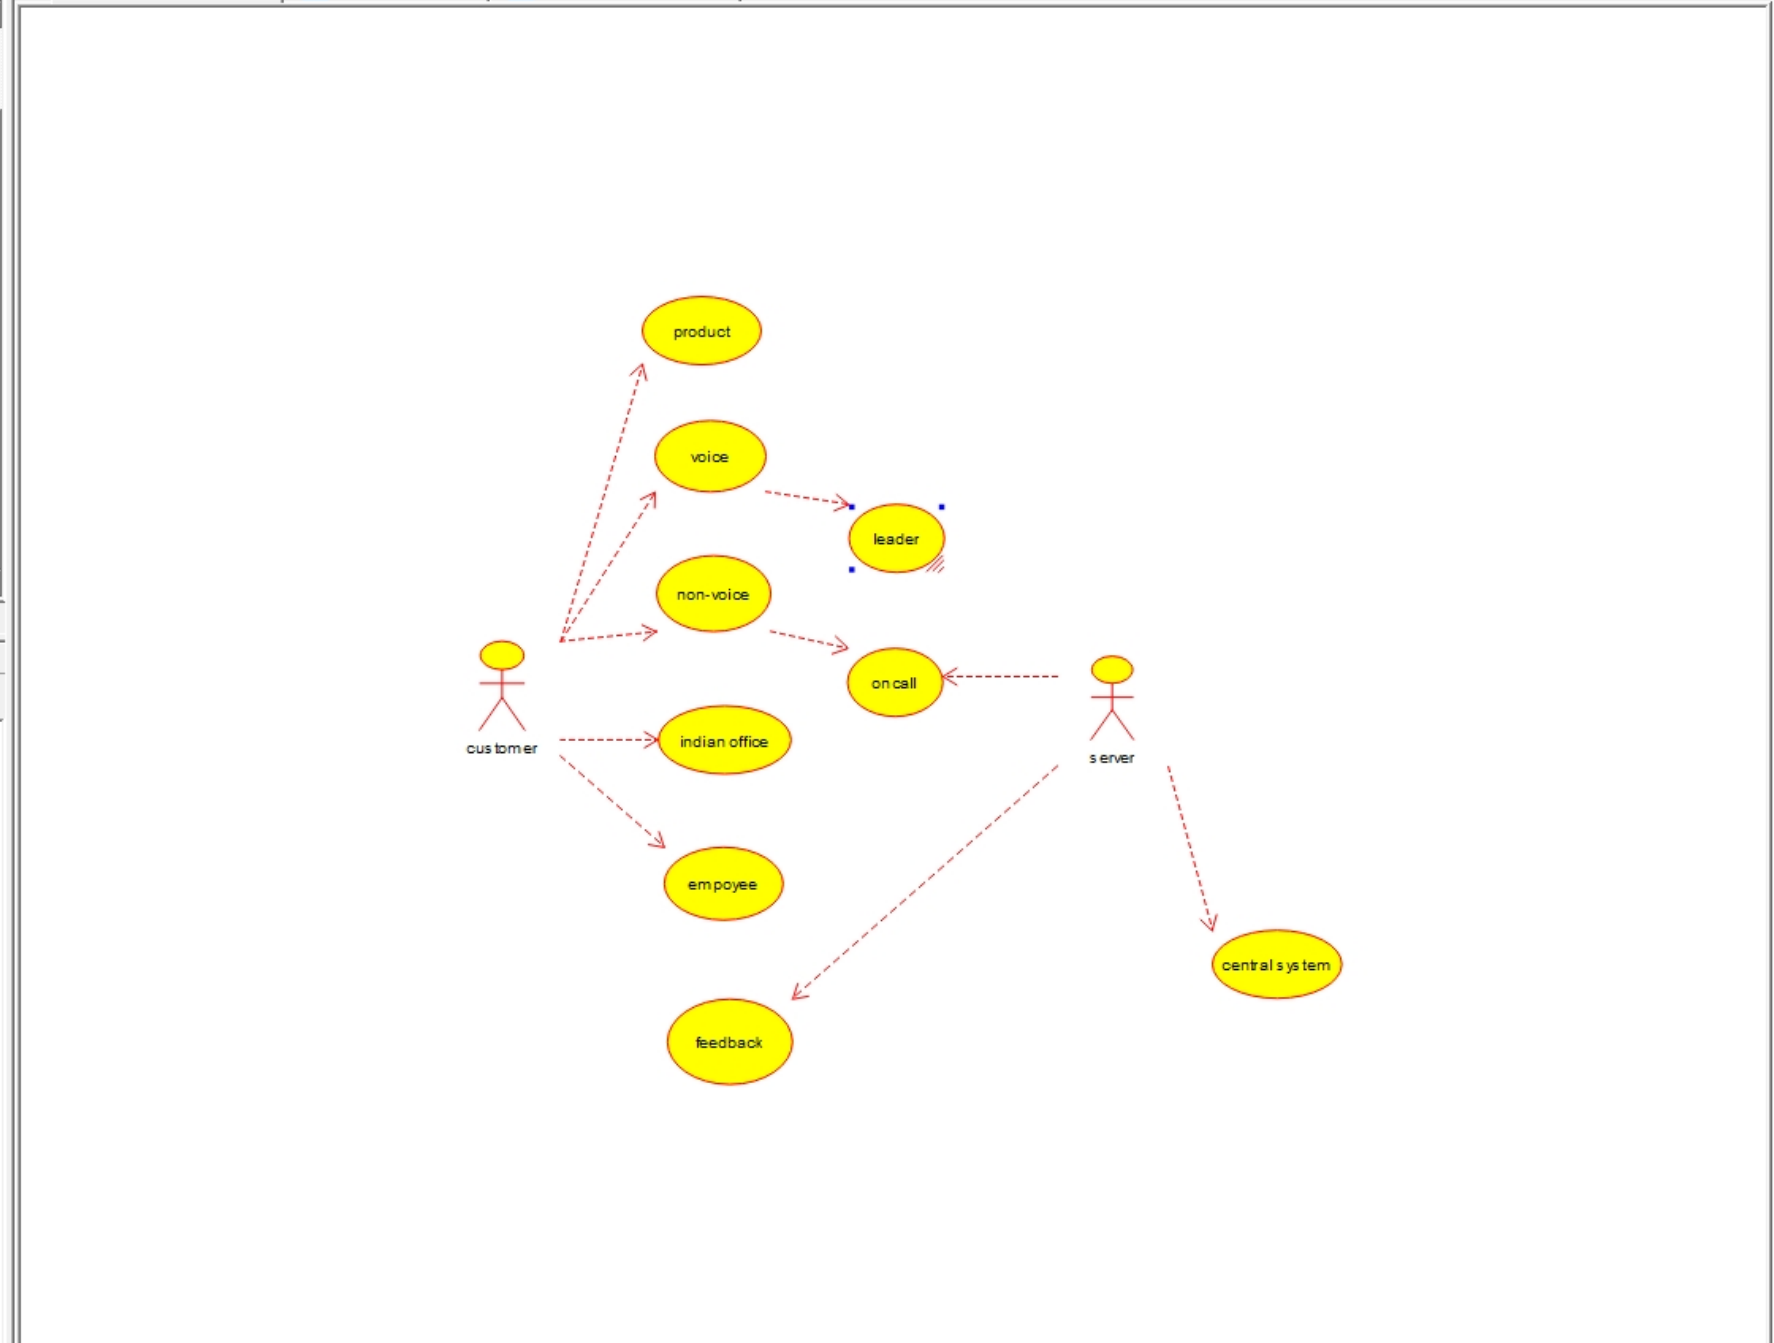 product
voice
leader
non-voice
on call
customer
indian office
server
empoyee
central system
feedback